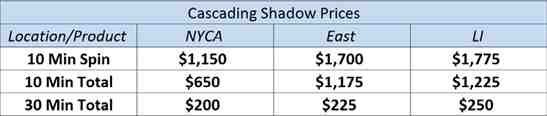 Cascading Shadow Prices
Location/Product NYCA East LI
10 Min Spin $1,150 $1,700 $1,775
10 Min Total $650 $1,175 $1,225
30 Min Total $200 $225 $250